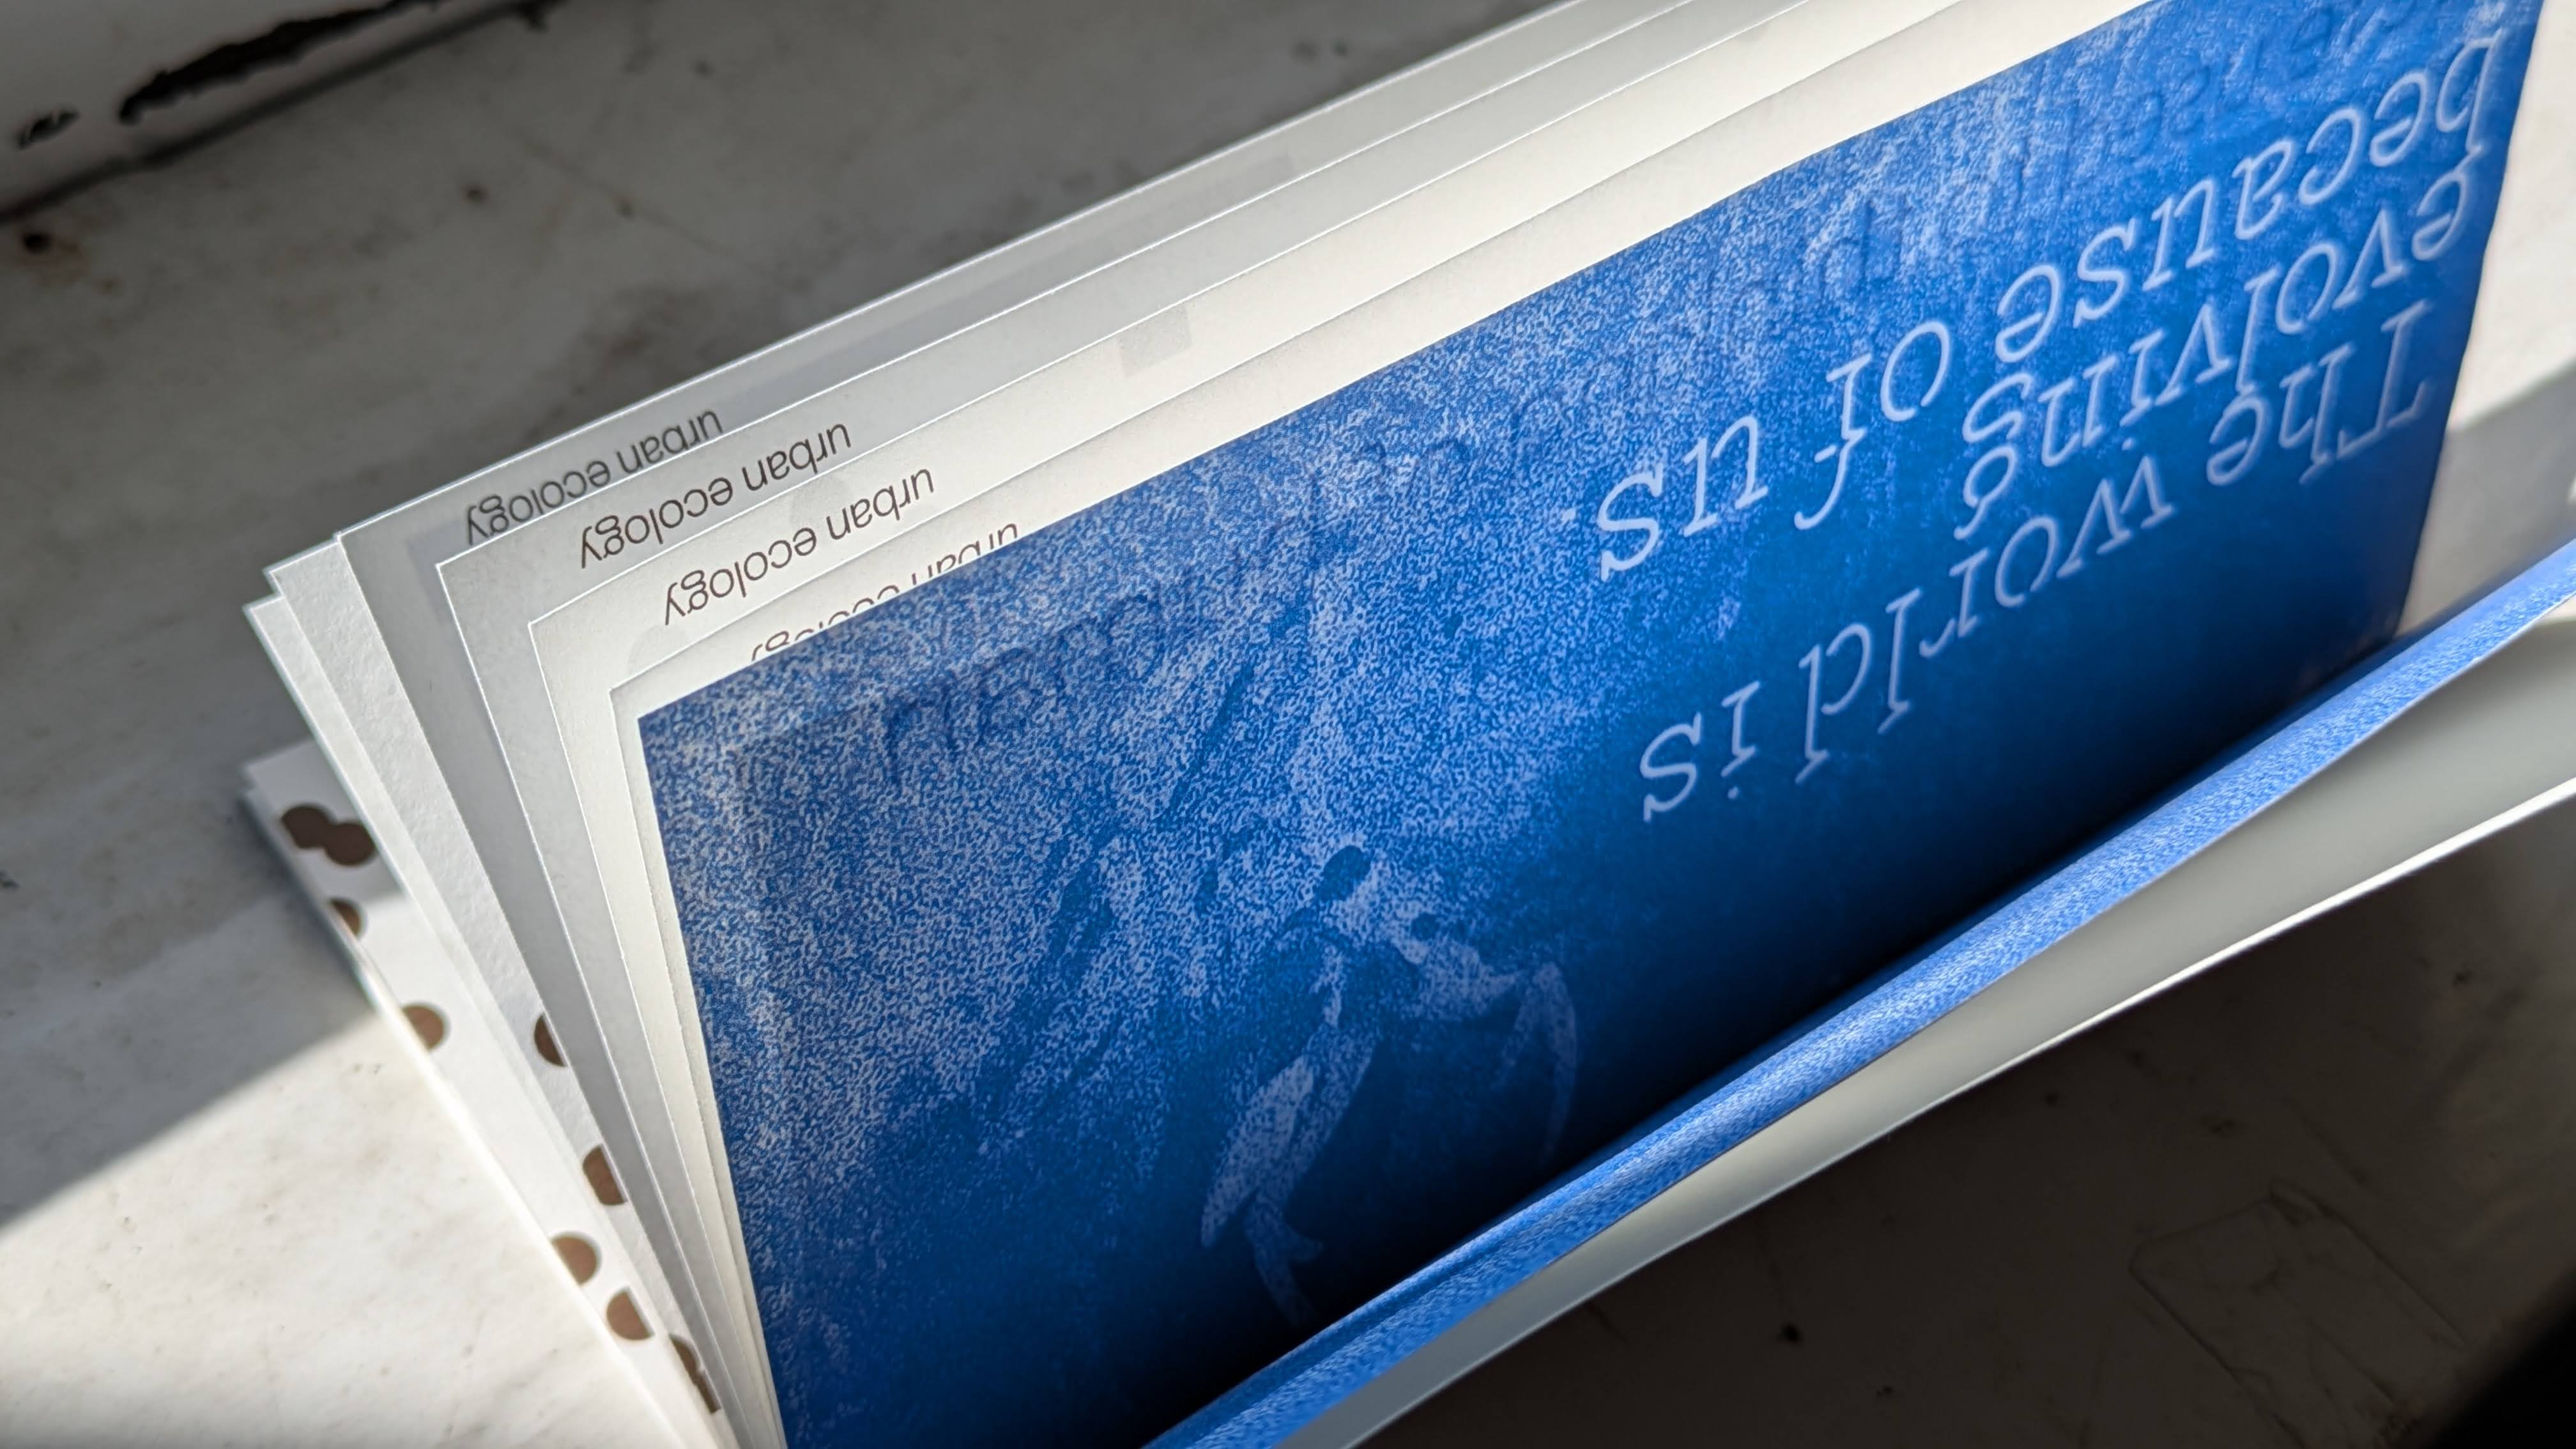 The world is
evolving
because of us.
urban ecology
urban ecology
urban ecology
urban ecology